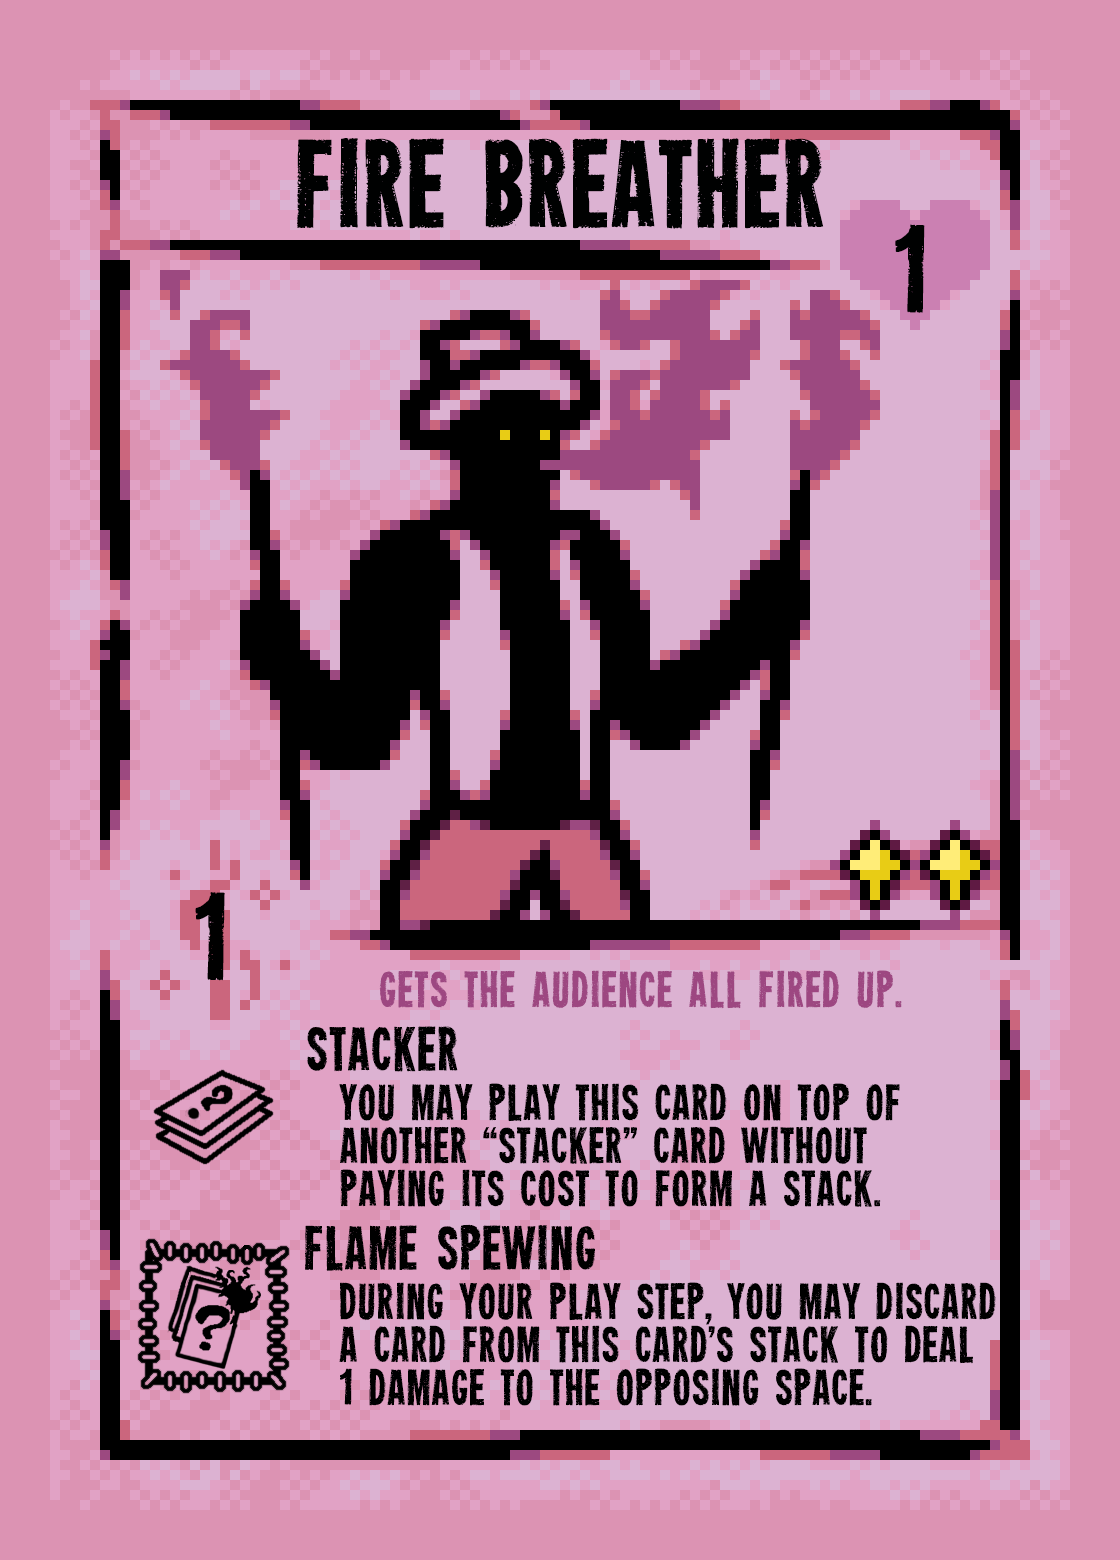 FIRE BREATHER
1
1
GETS THE AUDIENCE ALL FIRED UP.
STACKER
?
YOU MAY PLAY THIS CARD ON TOP OF
ANOTHER “STACKER” CARD WITHOUT
PAYING ITS COST TO FORM A STACK.
FLAME SPEWING
?
DURING YOUR PLAY STEP, YOU MAY DISCARD
A CARD FROM THIS CARD’S STACK TO DEAL
1 DAMAGE TO THE OPPOSING SPACE.